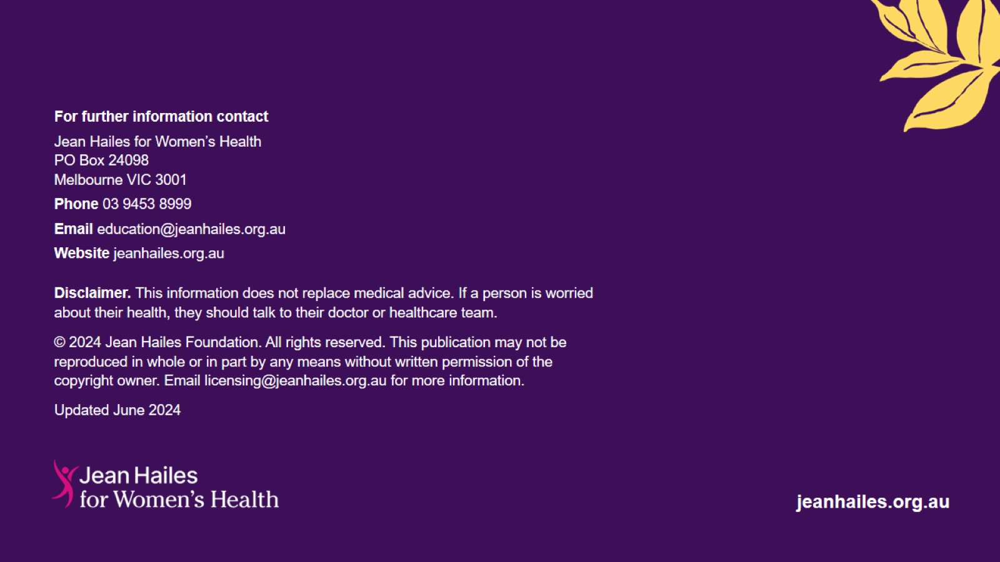 For further information contact
Jean Hailes for Women’s Health
PO Box 24098
Melbourne VIC 3001
Phone 03 9453 8999
Email education@jeanhailes.org.au
Website jeanhailes.org.au
Disclaimer. This information does not replace medical advice. If a person is worried
about their health, they should talk to their doctor or healthcare team.
© 2024 Jean Hailes Foundation. All rights reserved. This publication may not be
reproduced in whole or in part by any means without written permission of the
copyright owner. Email licensing@jeanhailes.org.au for more information.
Updated June 2024
Jean Hailes
for Women’s Health
jeanhailes.org.au